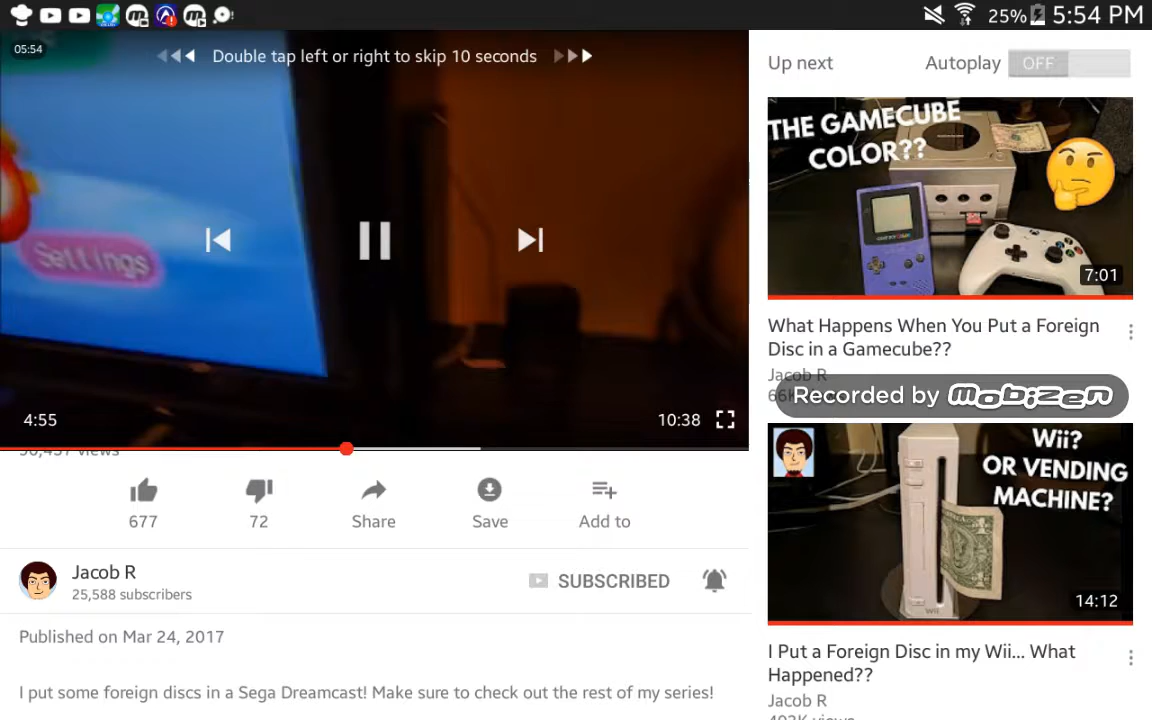 25% 5:54 PM
05:54
Double tap left or right to skip 10 seconds
Settings
4:55
10:38
677
72
Share
Save
Add to
Jacob R
25,588 subscribers
SUBSCRIBED
Published on Mar 24, 2017
I put some foreign discs in a Sega Dreamcast! Make sure to check out the rest of my series!
Up next
Autoplay
OFF
THE GAMECUBE
COLOR??
7:01
What Happens When You Put a Foreign
Disc in a Gamecube??
Jacob R
Recorded by mobizen
Wii?
OR VENDING
MACHINE?
Wii
14:12
I Put a Foreign Disc in my Wii... What
Happened??
Jacob R